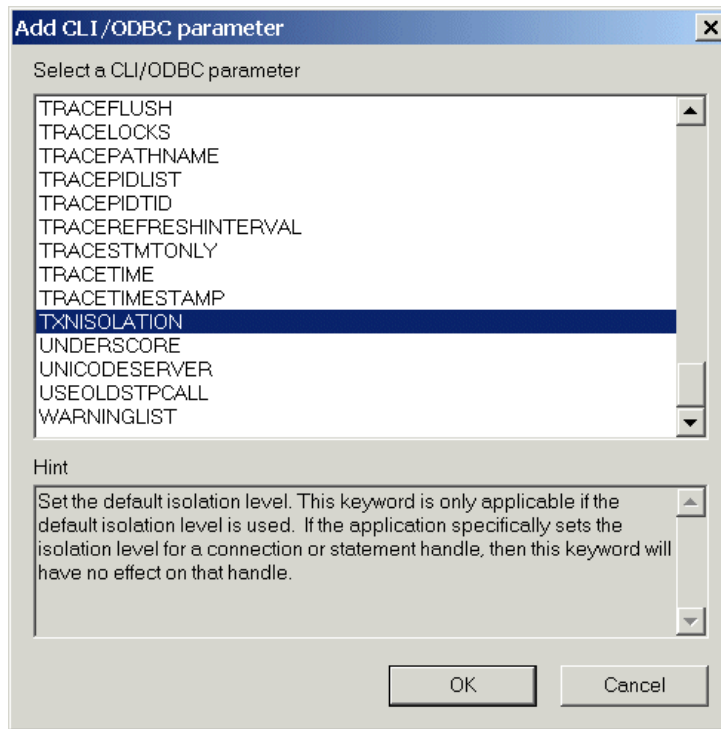 Add CLI/ODBC parameter
Select a CLI/ODBC parameter
TRACEFLUSH
TRACELOCKS
TRACEPATHNAME
TRACEPIDLIST
TRACEPIDTID
TRACEREFRESHINTERVAL
TRACESTMTONLY
TRACETIME
TRACETIMESTAMP
TXNISOLATION
UNDERSCORE
UNICODESERVER
USEOLDSTPCALL
WARNINGLIST
Hint
Set the default isolation level. This keyword is only applicable if the
default isolation level is used. If the application specifically sets the
isolation level for a connection or statement handle, then this keyword will
have no effect on that handle.
OK Cancel